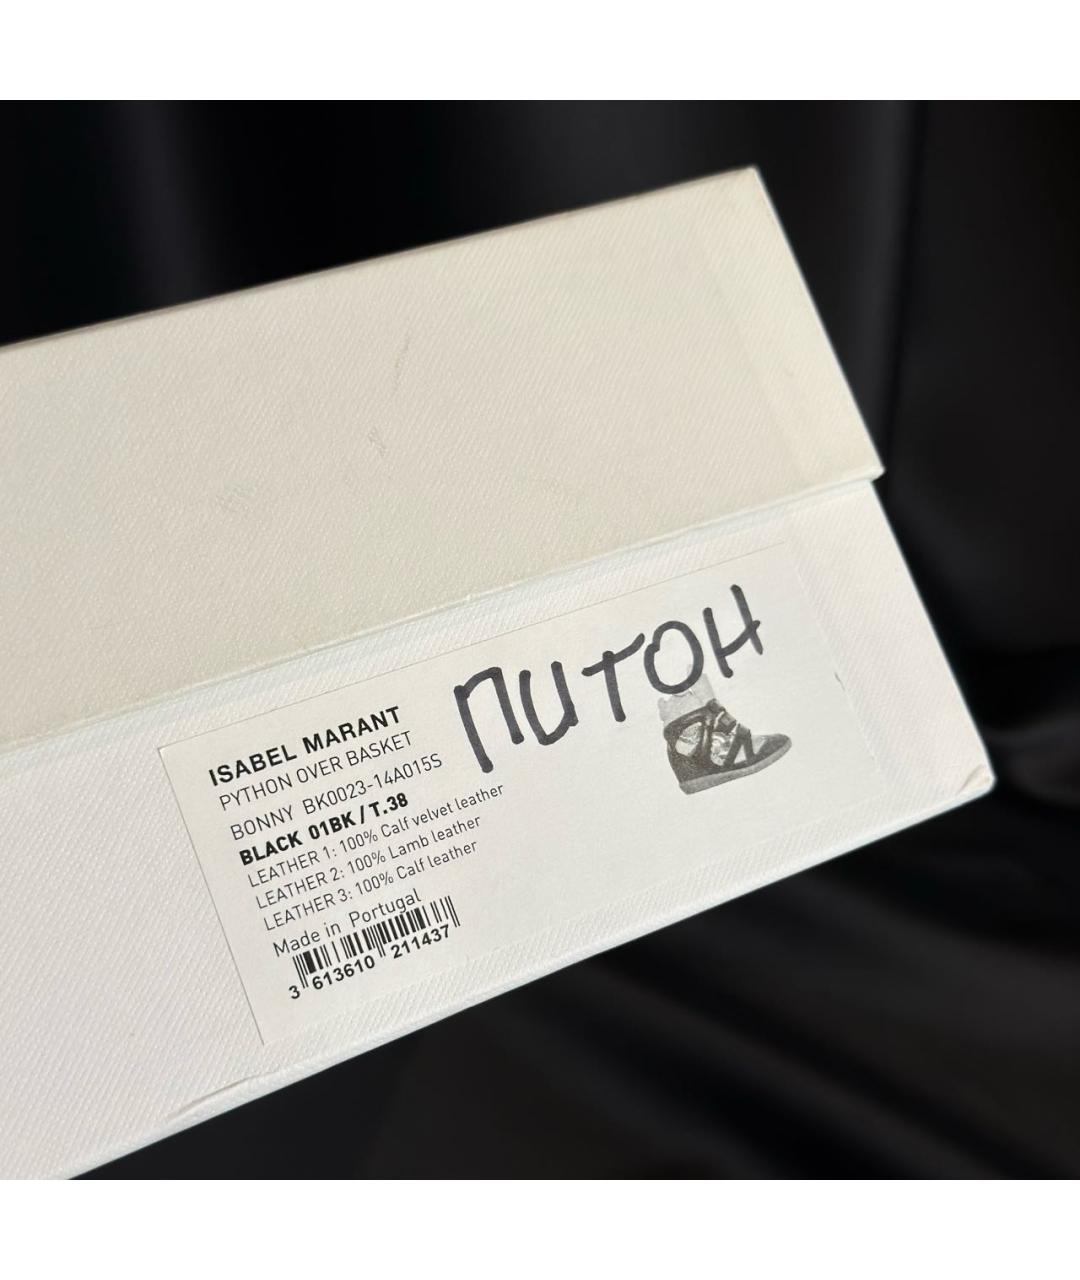 ПИТОН
ISABEL MARANT
PYTHON OVER BASKET
BONNY BK0023-14A015S
BLACK 01BK / T.38
LEATHER 1: 100% Calf velvet leather
LEATHER 2: 100% Lamb leather
LEATHER 3: 100% Calf leather
Made in Portugal
3 613610 211437